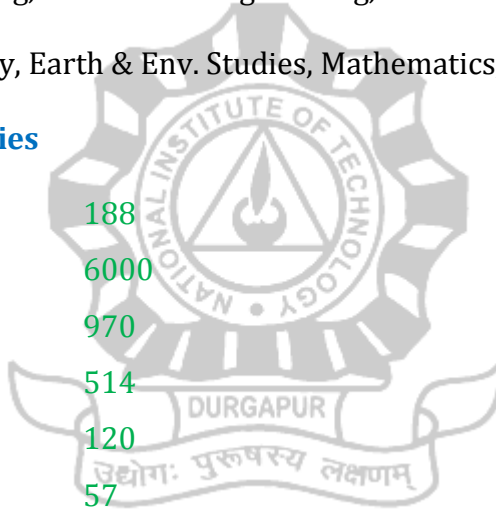 y, Earth & Env. Studies, Mathematics
ies
188
6000
970
514
120
57
NATIONAL INSTITUTE OF TECHNOLOGY
DURGAPUR
उद्योगः पुरूषस्य लक्षणम्